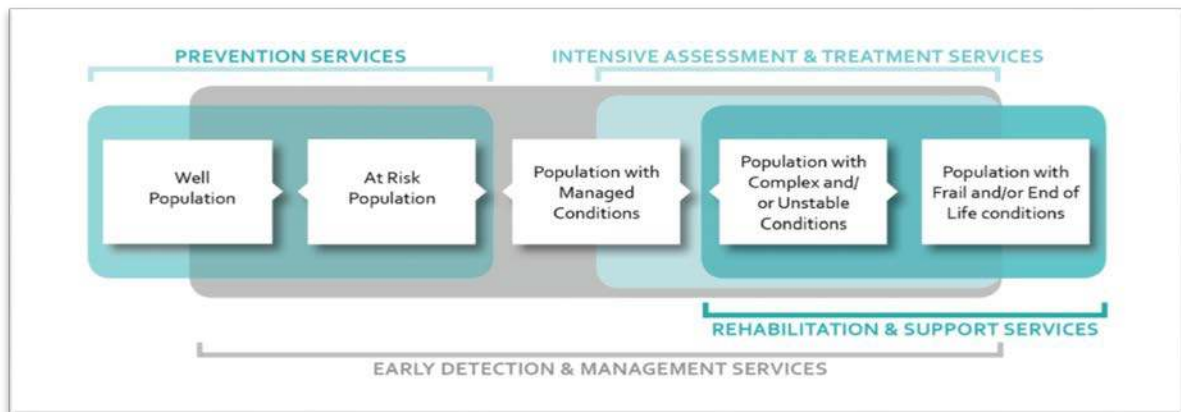 PREVENTION SERVICES
INTENSIVE ASSESSMENT & TREATMENT SERVICES
Well
Population
At Risk
Population
Population with
Managed
Conditions
Population with
Complex and/
or Unstable
Conditions
Population with
Frail and/or End of
Life conditions
REHABILITATION & SUPPORT SERVICES
EARLY DETECTION & MANAGEMENT SERVICES